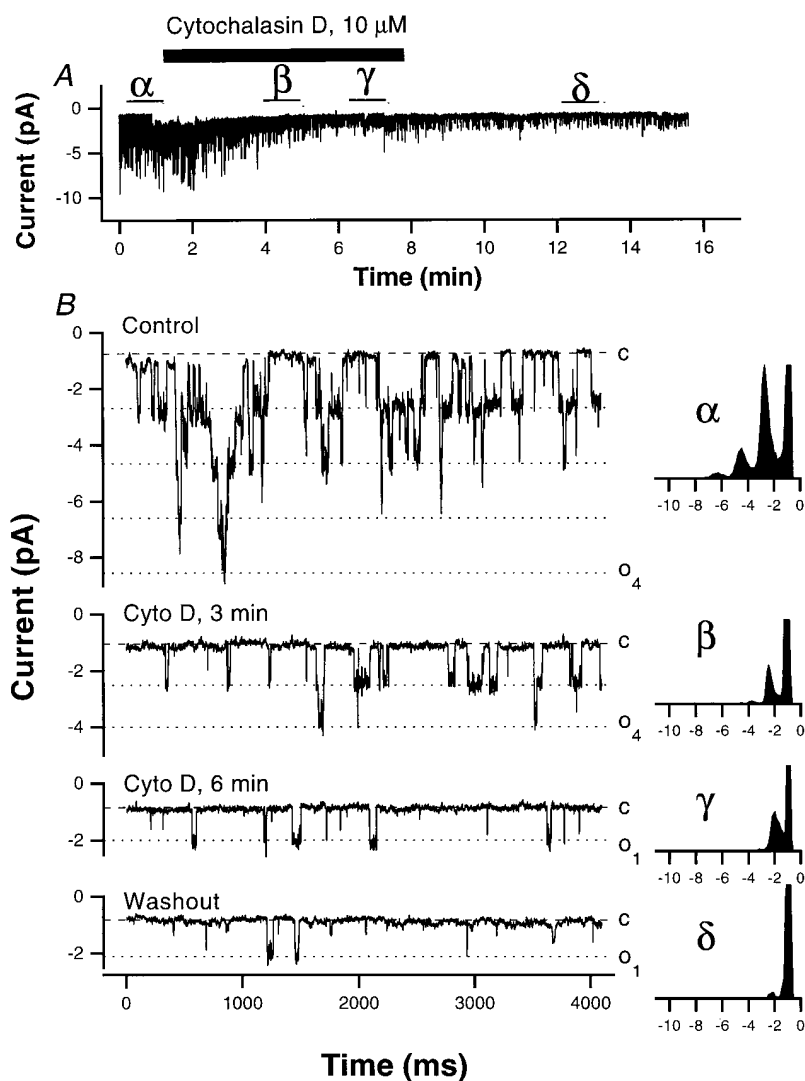 Cytochalasin D, 10 μM
A
α
β
γ
δ
Current (pA)
0
-5
-10
0 2 4 6 8 10 12 14 16
Time (min)
B
Control
Current (pA)
0
-2
-4
-6
-8
c
o4
α
-10 -8 -6 -4 -2 0
Cyto D, 3 min
0
-2
-4
c
o4
β
-10 -8 -6 -4 -2 0
Cyto D, 6 min
0
-2
c
o1
γ
-10 -8 -6 -4 -2 0
Washout
0
-2
c
o1
δ
-10 -8 -6 -4 -2 0
0 1000 2000 3000 4000
Time (ms)